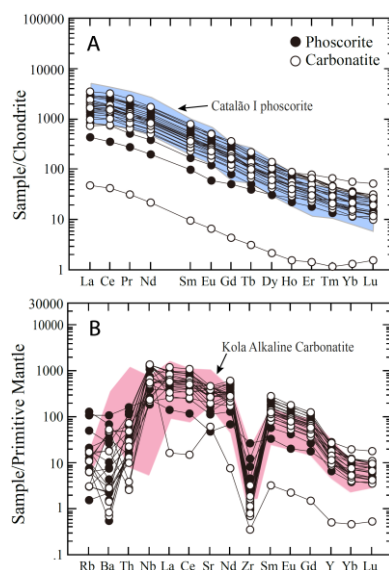 A
Phoscorite
Carbonatite
Catalão I phoscorite
Sample/Chondrite
100000
10000
1000
100
10
1
La Ce Pr Nd Sm Eu Gd Tb Dy Ho Er Tm Yb Lu
B
Kola Alkaline Carbonatite
Sample/Primitive Mantle
30000
1000
100
10
1
.1
Rb Ba Th Nb La Ce Sr Nd Zr Sm Eu Gd Y Yb Lu